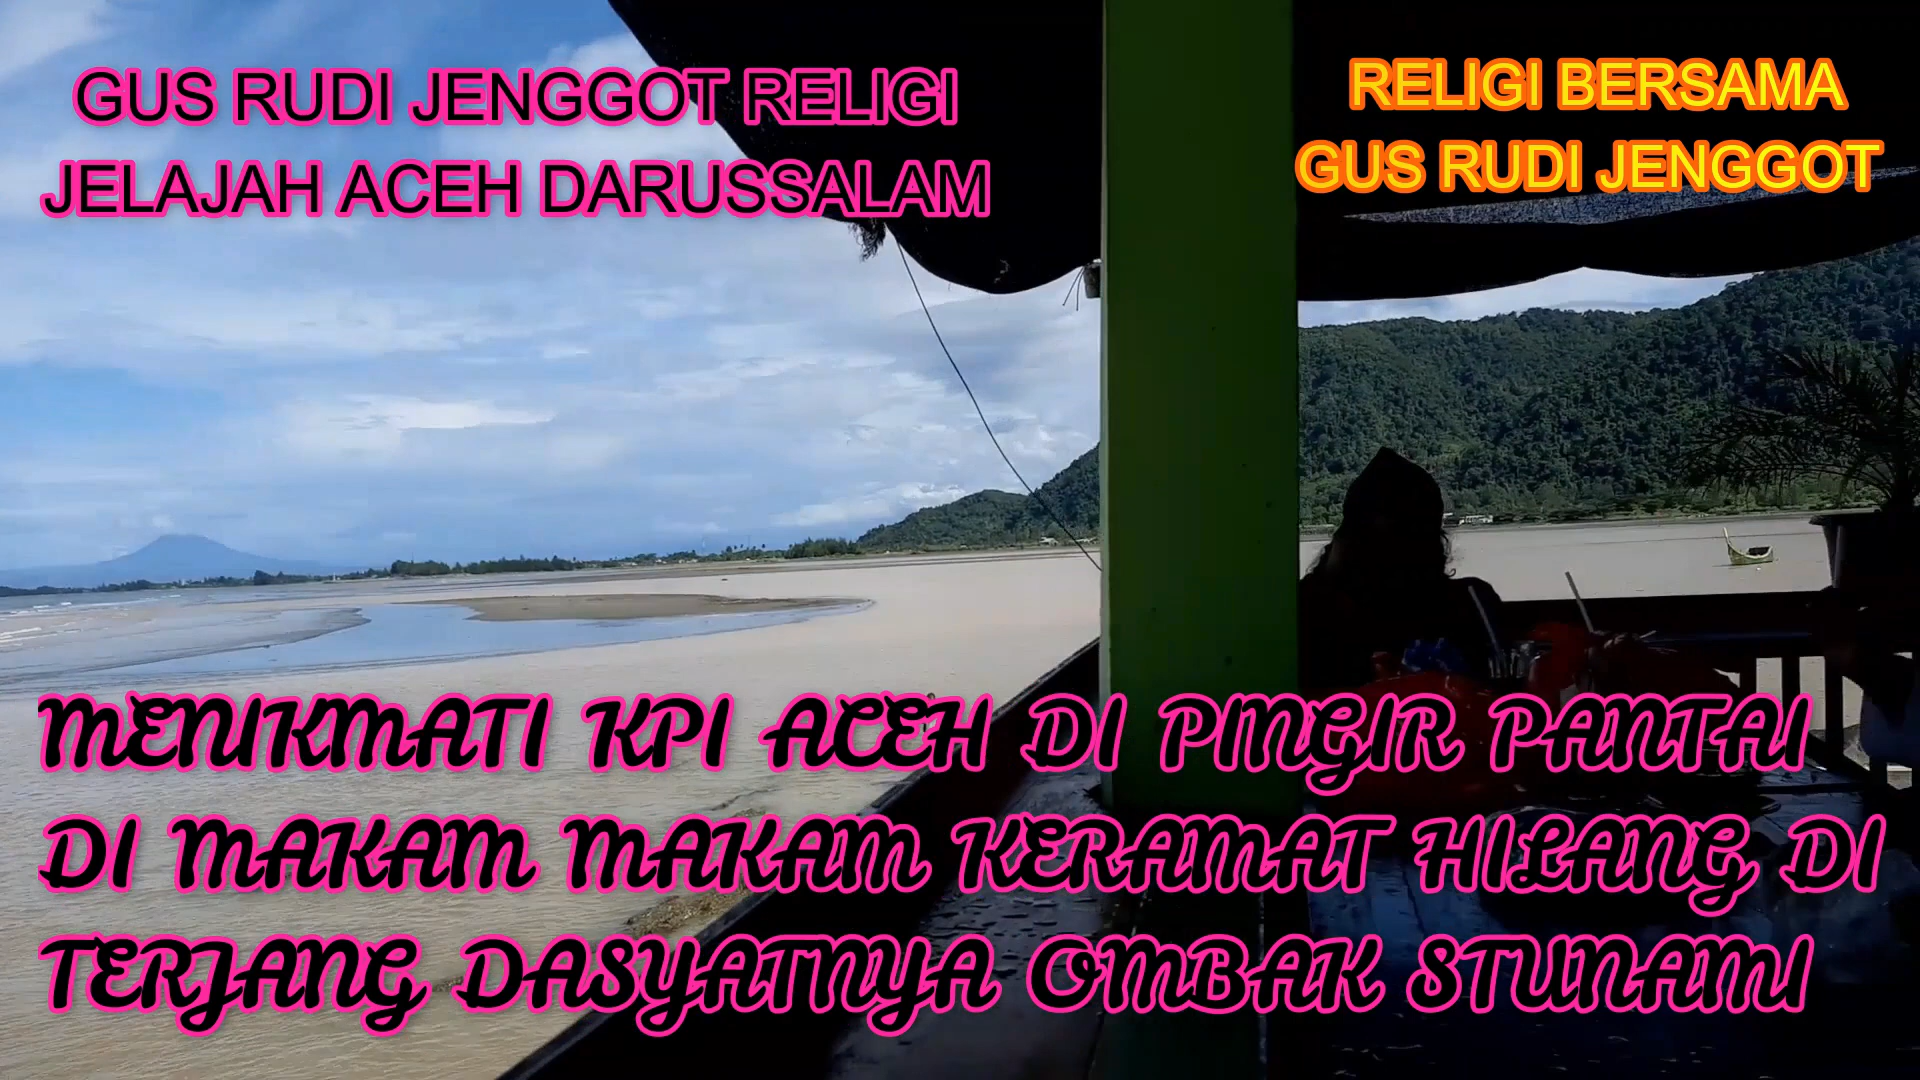 GUS RUDI JENGGOT RELIGI
JELAJAH ACEH DARUSSALAM
RELIGI BERSAMA
GUS RUDI JENGGOT
MENIKMATI KPI ACEH DI PINGIR PANTAI
DI MAKAM MAKAM KERAMAT HILANG DI
TERJANG DASYATNYA OMBAK STUNAMI